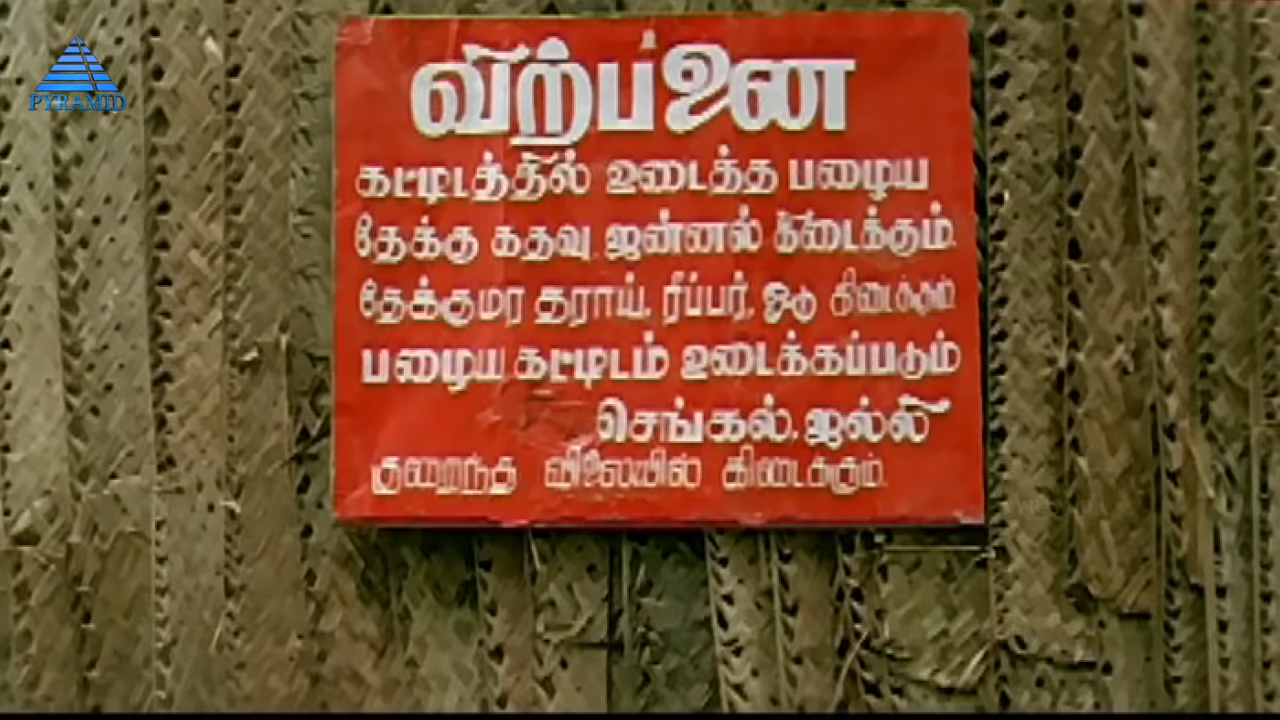 PYRAMID
விற்பனை
கட்டிடத்தில் உடைத்த பழைய
தேக்கு கதவு ஜன்னல் கிடைக்கும்.
தேக்குமர தராய், ரீப்பர், ஓடு கிடைக்கும்
பழைய கட்டிடம் உடைக்கப்படும்
செங்கல், ஜல்லி
குறைந்த விலையில் கிடைக்கும்.